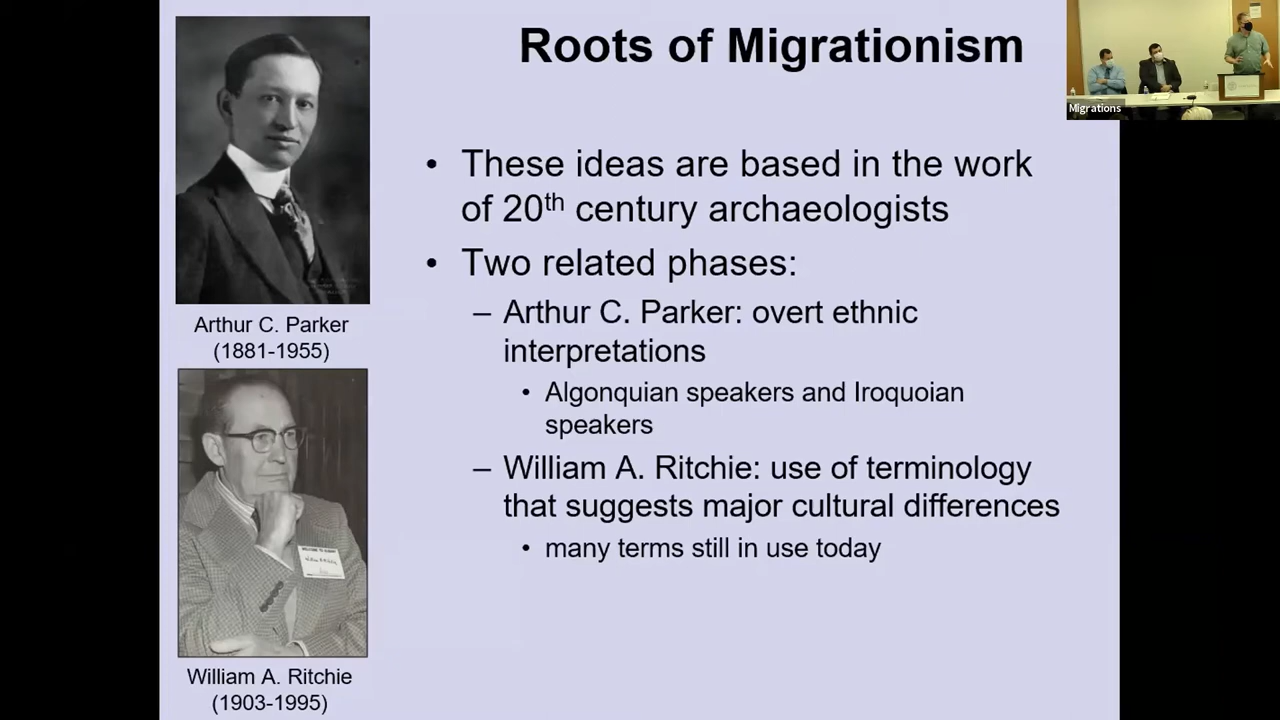 Roots of Migrationism
• These ideas are based in the work
of 20th century archaeologists
• Two related phases:
– Arthur C. Parker: overt ethnic
interpretations
• Algonquian speakers and Iroquoian
speakers
– William A. Ritchie: use of terminology
that suggests major cultural differences
• many terms still in use today
Arthur C. Parker
(1881-1955)
William A. Ritchie
(1903-1995)
Migrations